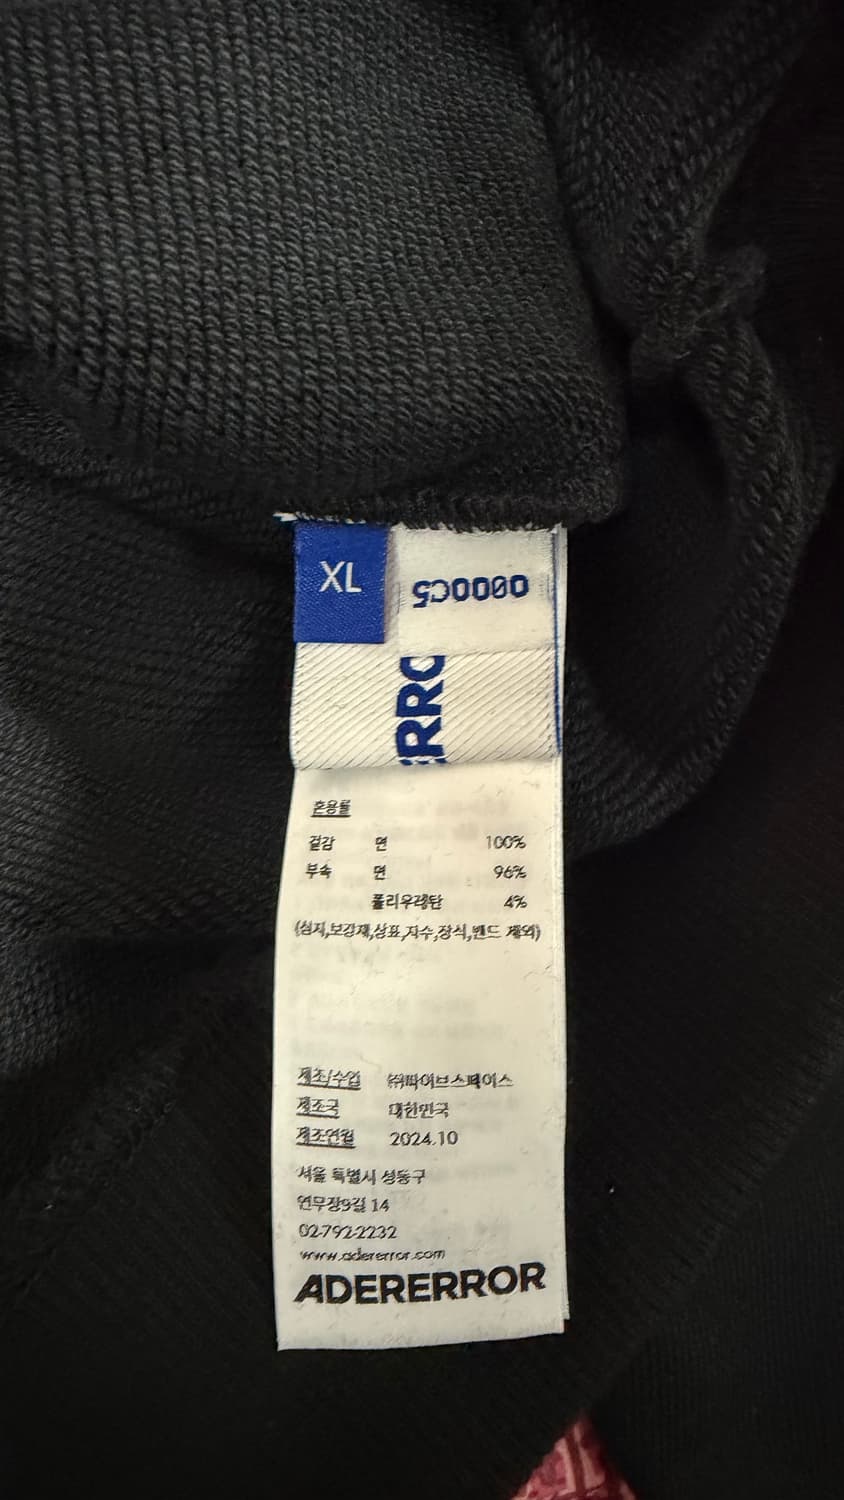 XL
0000C5
ERRO
혼용률
겉감 면 100%
부속 면 96%
폴리우레탄 4%
(심지,보강재,상표,자수,장식,밴드 제외)
제조/수입 ㈜파이브스페이스
제조국 대한민국
제조연월 2024.10
서울 특별시 성동구
연무장9길 14
02-792-2232
www.adererror.com
ADERERROR